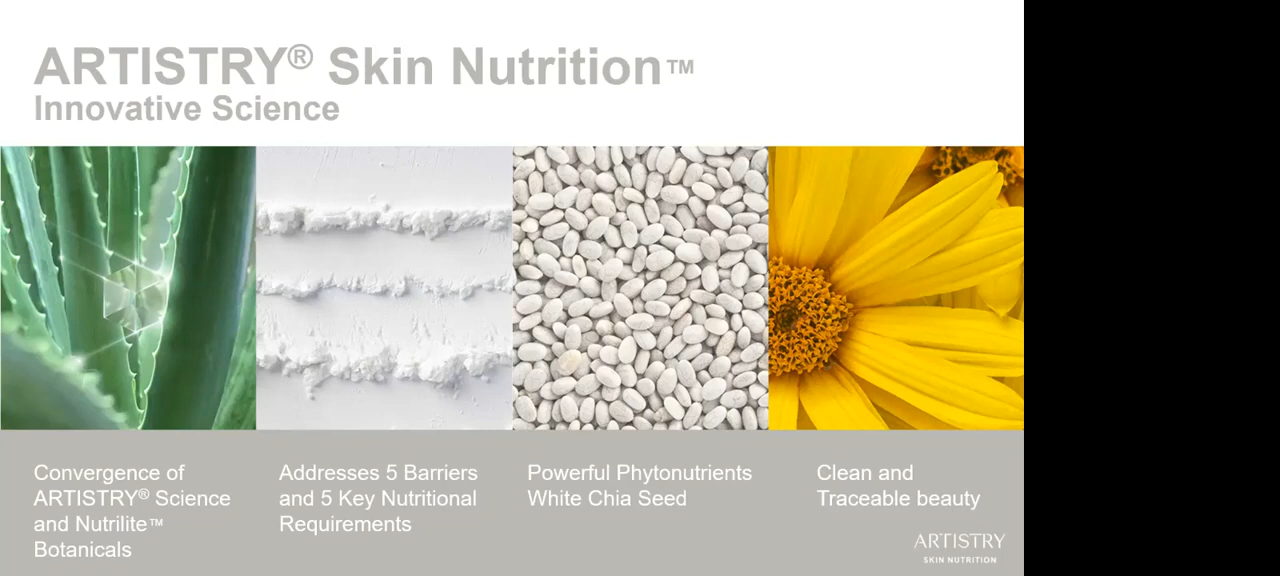 ARTISTRY® Skin Nutrition™
Innovative Science
Convergence of
ARTISTRY® Science
and Nutrilite™
Botanicals
Addresses 5 Barriers
and 5 Key Nutritional
Requirements
Powerful Phytonutrients
White Chia Seed
Clean and
Traceable beauty
ARTISTRY
SKIN NUTRITION